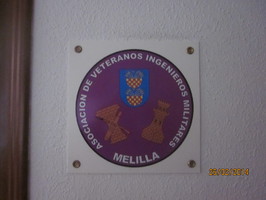 ASOCIACION DE VETERANOS INGENIEROS MILITARES
MELILLA